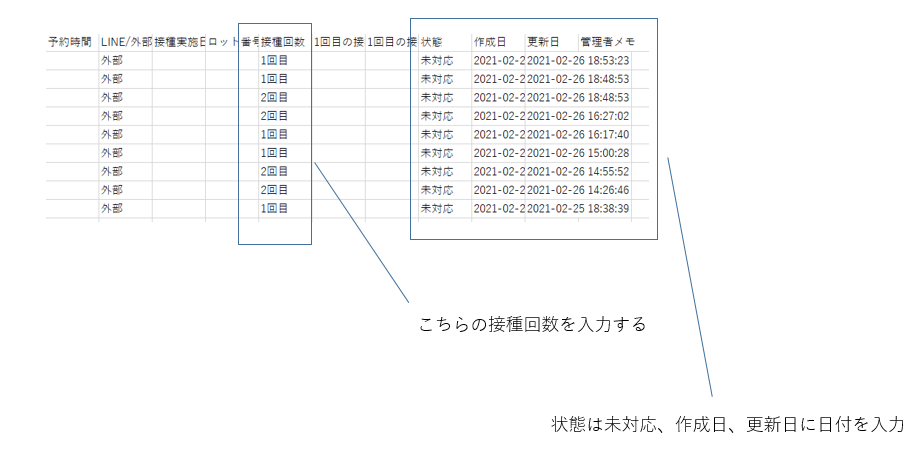 予約時間 LINE/外部 接種実施日 ロット番号 接種回数 1回目の接 1回目の接 状態 作成日 更新日 管理者メモ
外部 1回目 未対応 2021-02-2 2021-02-26 18:53:23
外部 1回目 未対応 2021-02-2 2021-02-26 18:48:53
外部 2回目 未対応 2021-02-2 2021-02-26 18:48:53
外部 2回目 未対応 2021-02-2 2021-02-26 16:27:02
外部 1回目 未対応 2021-02-2 2021-02-26 16:17:40
外部 1回目 未対応 2021-02-2 2021-02-26 15:00:28
外部 2回目 未対応 2021-02-2 2021-02-26 14:55:52
外部 2回目 未対応 2021-02-2 2021-02-26 14:26:46
外部 1回目 未対応 2021-02-2 2021-02-25 18:38:39
こちらの接種回数を入力する
状態は未対応、作成日、更新日に日付を入力